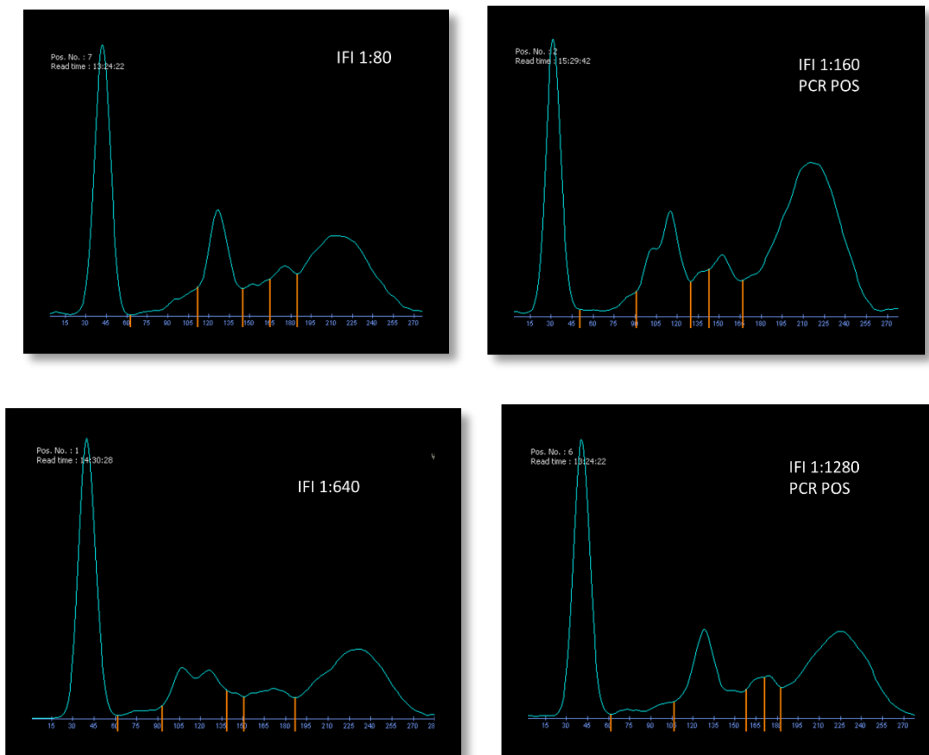 Pos. No. : 7
Read time : 13:24:22
IFI 1:80
15 30 45 60 75 90 105 120 135 150 165 180 195 210 225 240 255 270
Pos. No. : 2
Read time : 15:29:42
IFI 1:160
PCR POS
15 30 45 60 75 90 105 120 135 150 165 180 195 210 225 240 255 270
Pos. No. : 1
Read time : 14:30:28
IFI 1:640
15 30 45 60 75 90 105 120 135 150 165 180 195 210 225 240 255 270
Pos. No. : 6
Read time : 13:24:22
IFI 1:1280
PCR POS
15 30 45 60 75 90 105 120 135 150 165 180 195 210 225 240 255 270